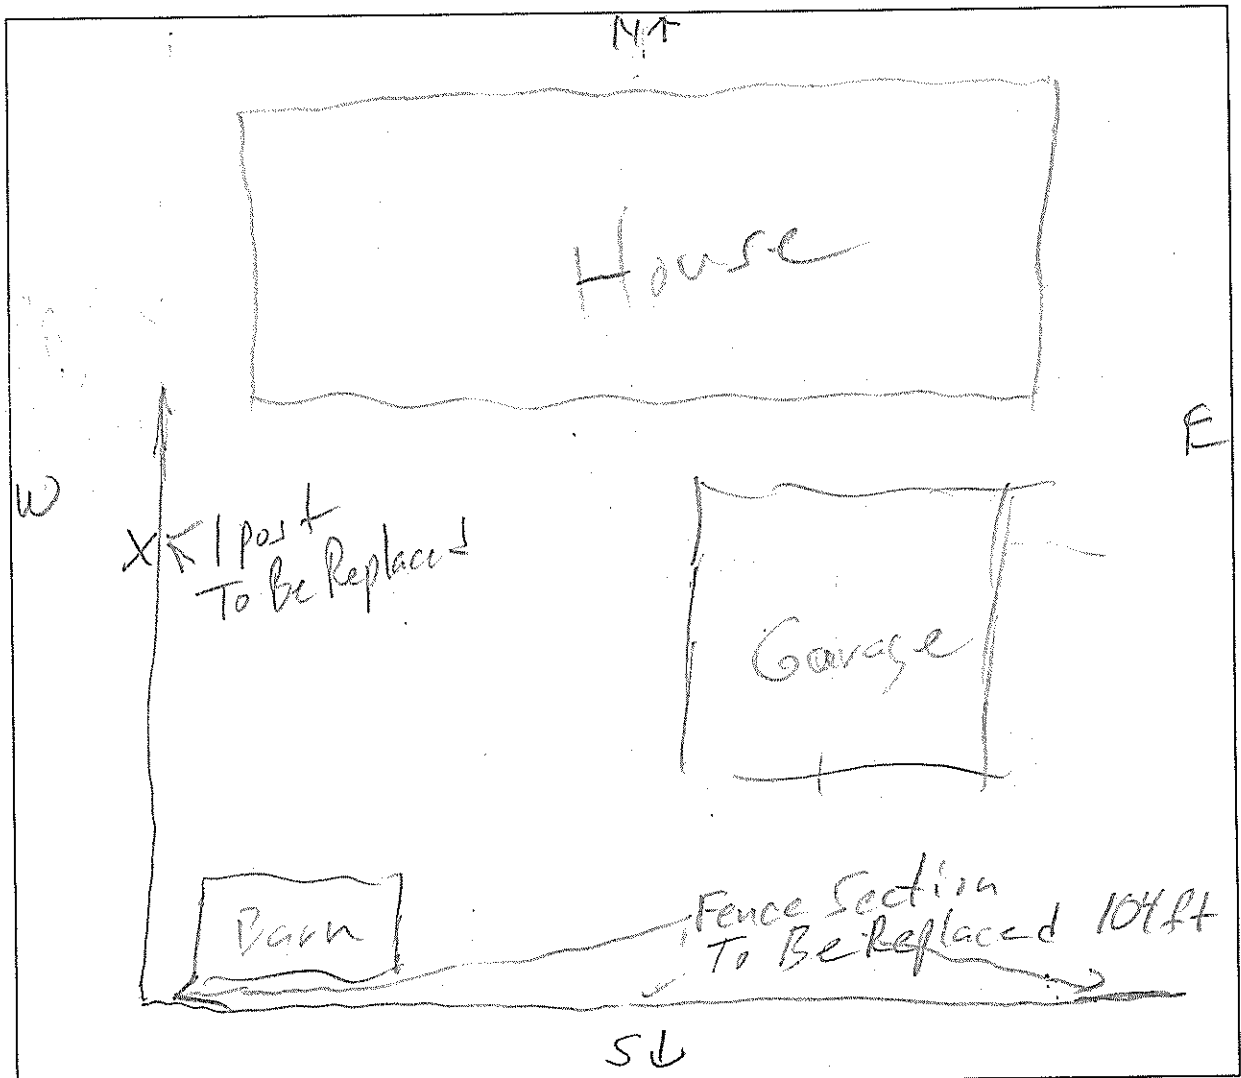 N↑
House
E
W
X ← 1 post
To Be Replaced
Garage
Barn
Fence Section
To Be Replaced 104ft
S↓